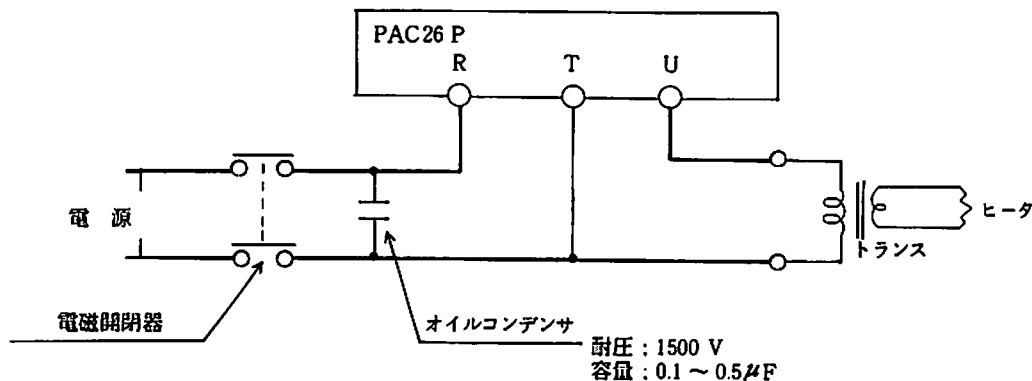 PAC26 P
R T U
電 源
ヒータ
トランス
電磁開閉器
オイルコンデンサ
耐圧 : 1500 V
容量 : 0.1 ~ 0.5μF